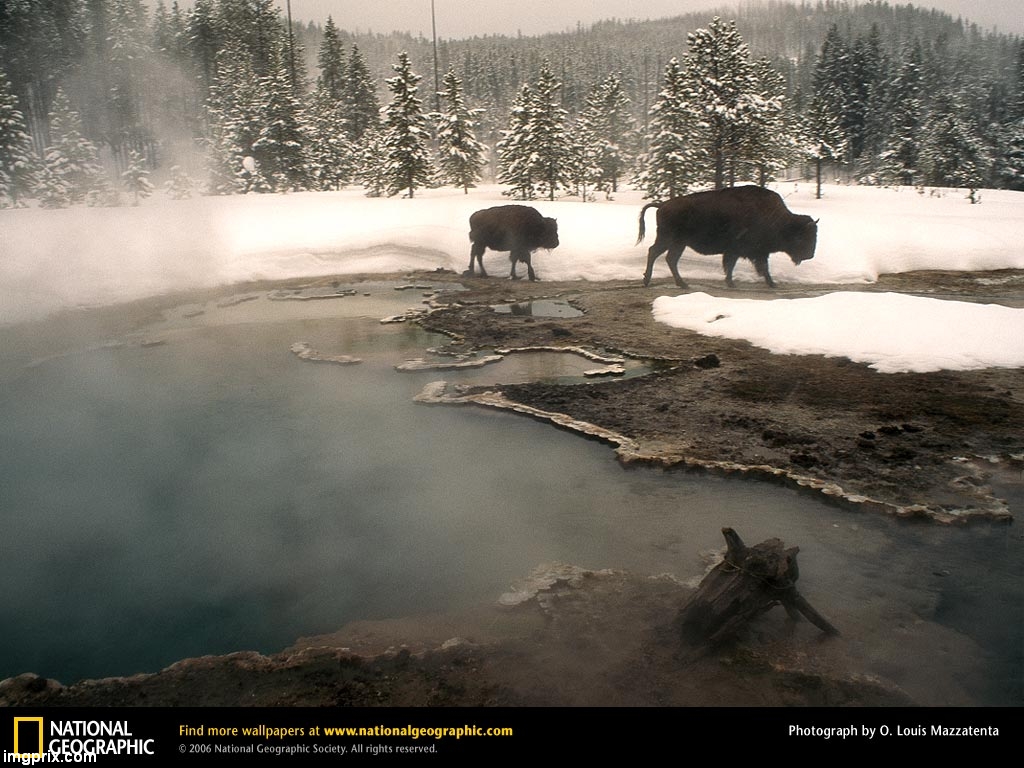 NATIONAL
GEOGRAPHIC
Find more wallpapers at www.nationalgeographic.com
© 2006 National Geographic Society. All rights reserved.
Photograph by O. Louis Mazzatenta
imgprix.com